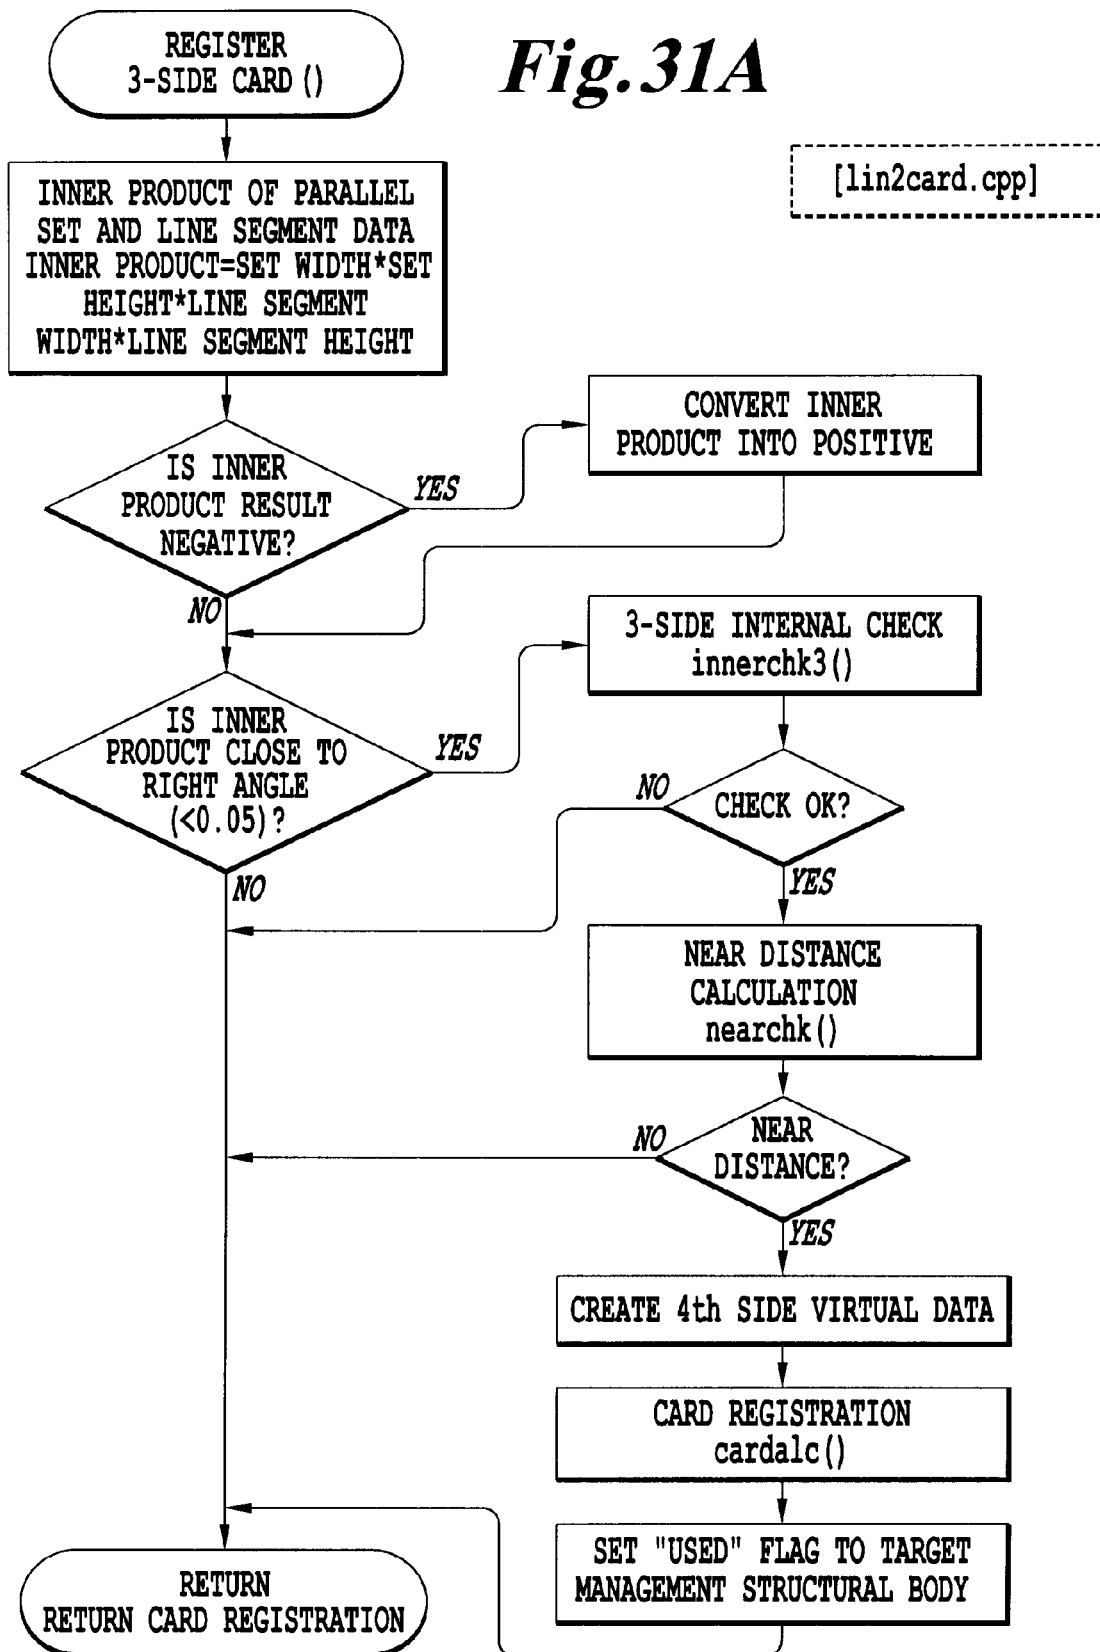 Fig.31A
[lin2card.cpp]
REGISTER
3-SIDE CARD()
INNER PRODUCT OF PARALLEL
SET AND LINE SEGMENT DATA
INNER PRODUCT=SET WIDTH*SET
HEIGHT*LINE SEGMENT
WIDTH*LINE SEGMENT HEIGHT
IS INNER
PRODUCT RESULT
NEGATIVE?
YES
CONVERT INNER
PRODUCT INTO POSITIVE
NO
IS INNER
PRODUCT CLOSE TO
RIGHT ANGLE
(<0.05)?
YES
3-SIDE INTERNAL CHECK
innerchk3()
NO
CHECK OK?
NO
YES
NEAR DISTANCE
CALCULATION
nearchk()
NEAR
DISTANCE?
NO
YES
CREATE 4th SIDE VIRTUAL DATA
CARD REGISTRATION
cardalc()
SET "USED" FLAG TO TARGET
MANAGEMENT STRUCTURAL BODY
RETURN
RETURN CARD REGISTRATION